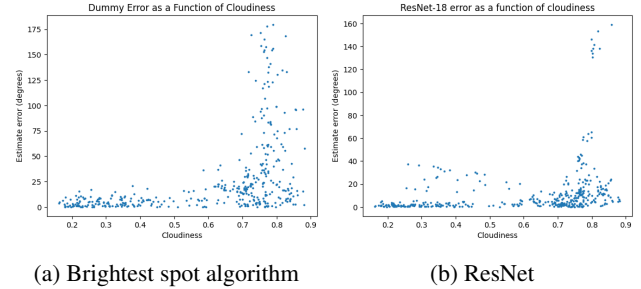 Dummy Error as a Function of Cloudiness
Estimate error (degrees)
175
150
125
100
75
50
25
0
0.2 0.3 0.4 0.5 0.6 0.7 0.8 0.9
Cloudiness
(a) Brightest spot algorithm
ResNet-18 error as a function of cloudiness
Estimate error (degrees)
160
140
120
100
80
60
40
20
0
0.2 0.3 0.4 0.5 0.6 0.7 0.8 0.9
Cloudiness
(b) ResNet